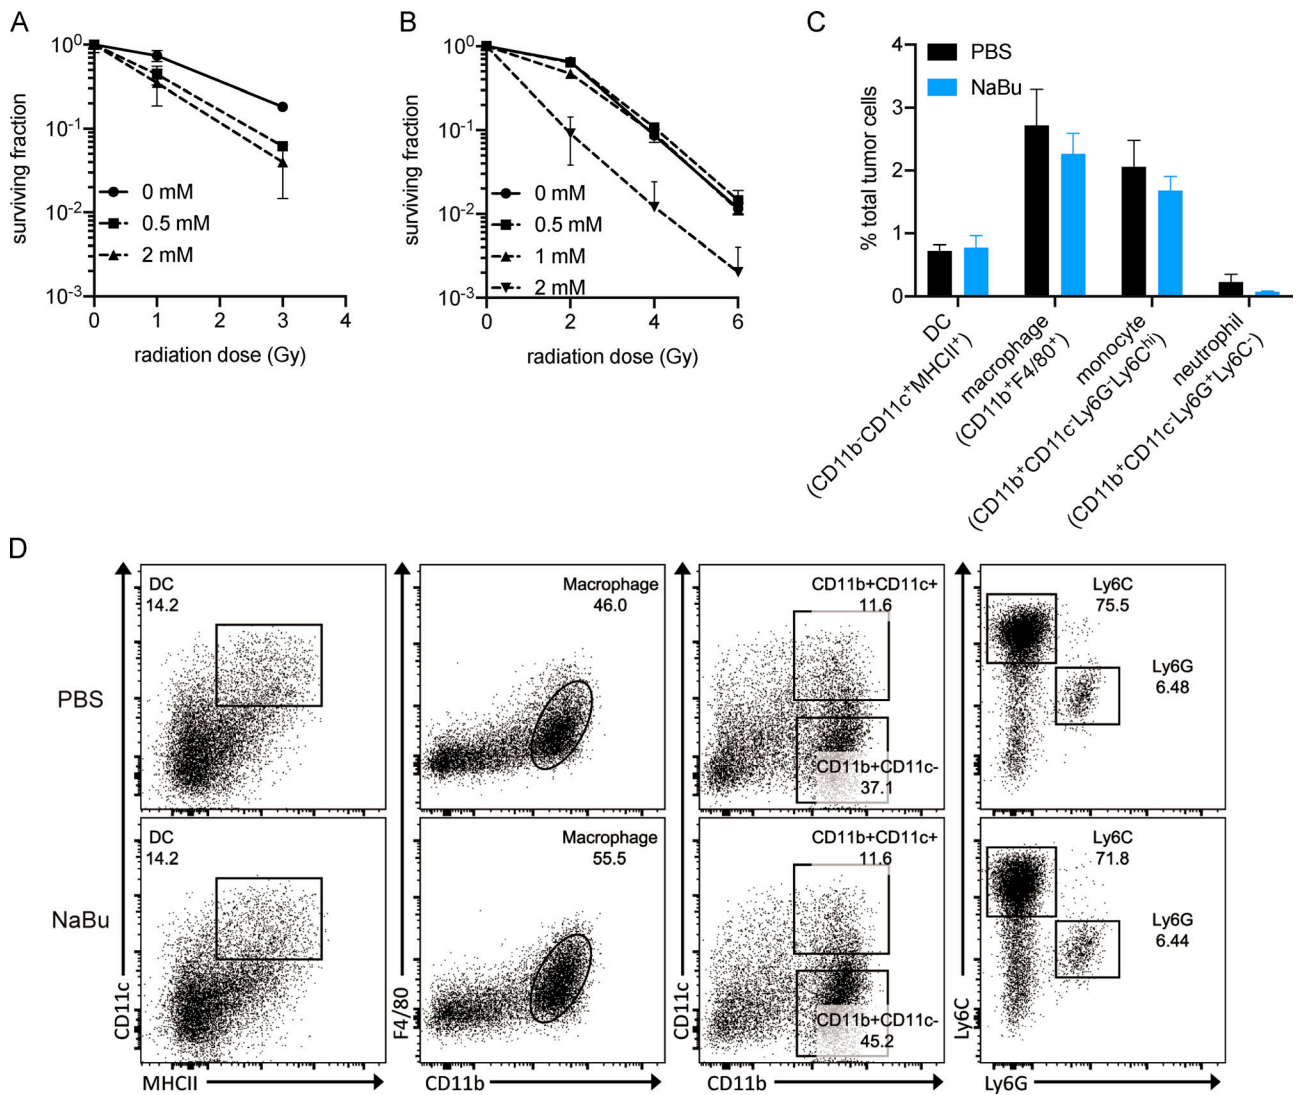 A
10⁰
10⁻¹
10⁻²
10⁻³
surviving fraction
0 mM
0.5 mM
2 mM
0
1
2
3
4
radiation dose (Gy)
B
10⁰
10⁻¹
10⁻²
10⁻³
surviving fraction
0 mM
0.5 mM
1 mM
2 mM
0
2
4
6
radiation dose (Gy)
C
4
3
2
1
0
% total tumor cells
PBS
NaBu
DC
(CD11b⁻CD11c⁺MHCII⁺)
macrophage
(CD11b⁺F4/80⁺)
monocyte
(CD11b⁺CD11c⁻Ly6G⁻Ly6Cʰⁱ)
neutrophil
(CD11b⁺CD11c⁻Ly6G⁺Ly6C⁻)
D
PBS
DC
14.2
Macrophage
46.0
CD11b+CD11c+
11.6
CD11b+CD11c-
37.1
Ly6C
75.5
Ly6G
6.48
NaBu
DC
14.2
Macrophage
55.5
CD11b+CD11c+
11.6
CD11b+CD11c-
45.2
Ly6C
71.8
Ly6G
6.44
CD11c
MHCII
F4/80
CD11b
CD11c
CD11b
Ly6C
Ly6G